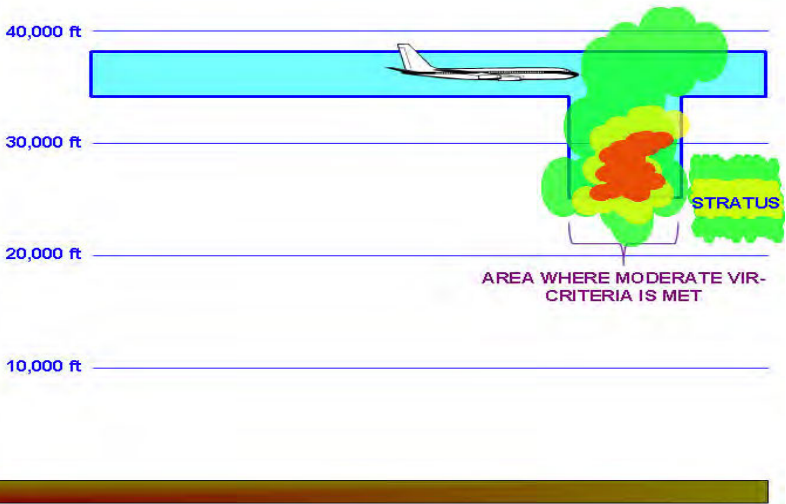 40,000 ft
30,000 ft
STRATUS
20,000 ft
AREA WHERE MODERATE VIR-
CRITERIA IS MET
10,000 ft